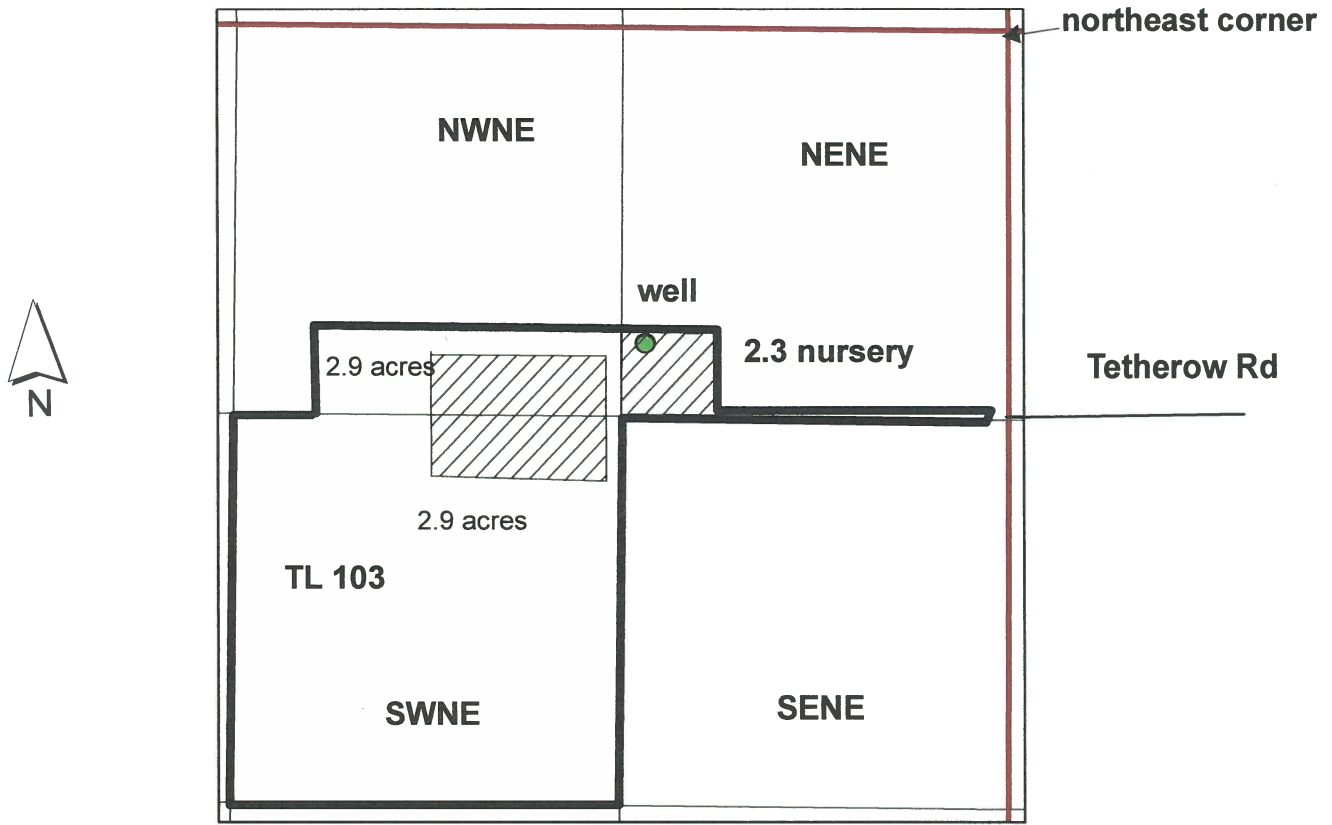 northeast corner
NWNE
NENE
well
2.9 acres
2.3 nursery
Tetherow Rd
N
2.9 acres
TL 103
SWNE
SENE